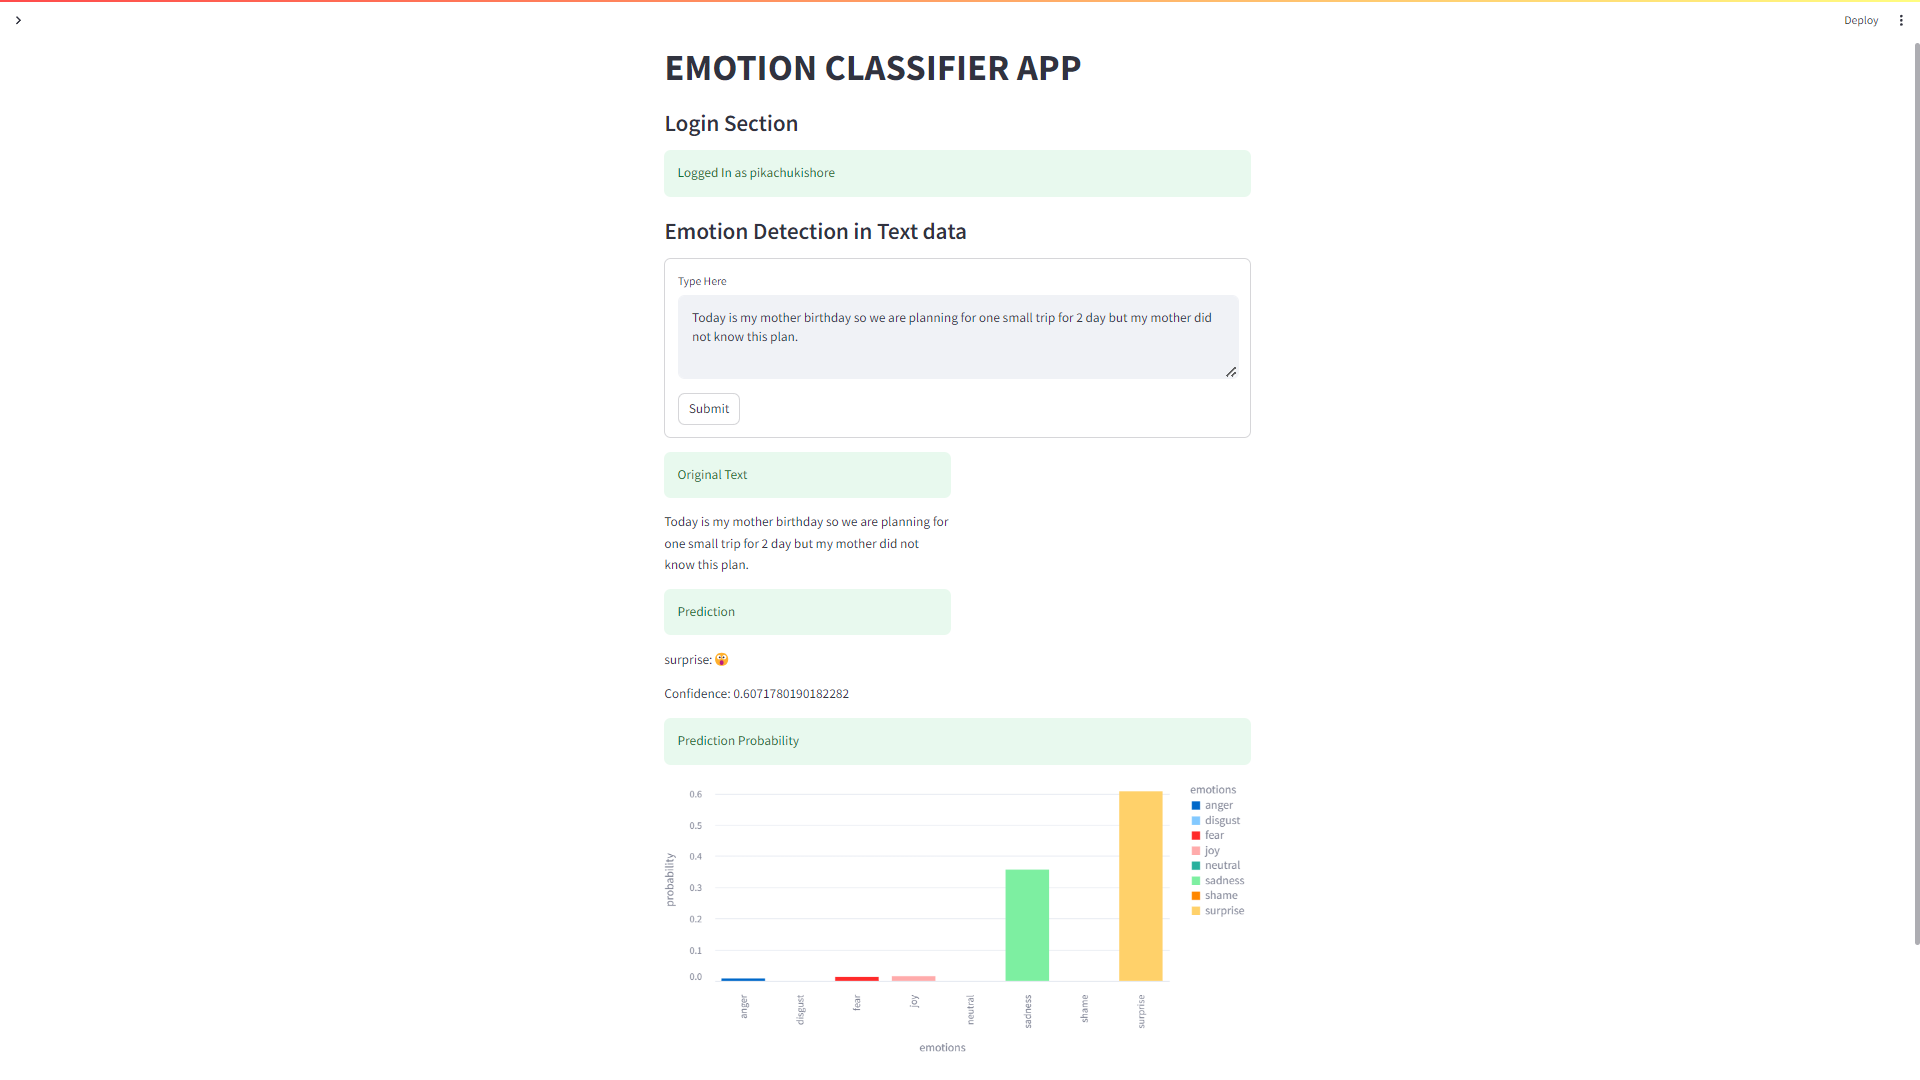 Deploy
EMOTION CLASSIFIER APP
Login Section
Logged In as pikachukishore
Emotion Detection in Text data
Type Here
Today is my mother birthday so we are planning for one small trip for 2 day but my mother did
not know this plan.
Submit
Original Text
Today is my mother birthday so we are planning for
one small trip for 2 day but my mother did not
know this plan.
Prediction
surprise: 😱
Confidence: 0.6071780190182282
Prediction Probability
probability
0.6
0.5
0.4
0.3
0.2
0.1
0.0
anger
disgust
fear
joy
neutral
sadness
shame
surprise
emotions
emotions
anger
disgust
fear
joy
neutral
sadness
shame
surprise